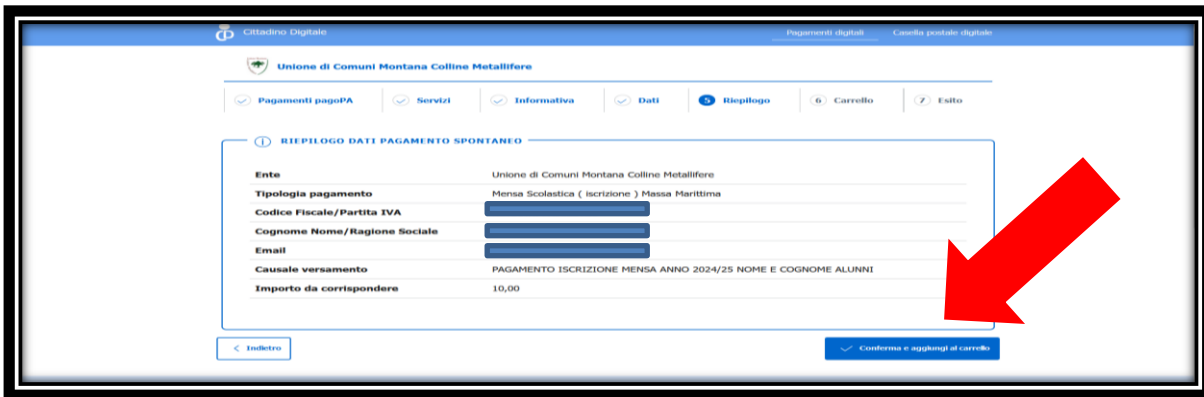 Cittadino Digitale Pagamenti digitali Casella postale digitale
Unione di Comuni Montana Colline Metallifere
Pagamenti pagoPA Servizi Informativa Dati 5 Riepilogo 6 Carrello 7 Esito
RIEPILOGO DATI PAGAMENTO SPONTANEO
Ente Unione di Comuni Montana Colline Metallifere
Tipologia pagamento Mensa Scolastica ( iscrizione ) Massa Marittima
Codice Fiscale/Partita IVA
Cognome Nome/Ragione Sociale
Email
Causale versamento PAGAMENTO ISCRIZIONE MENSA ANNO 2024/25 NOME E COGNOME ALUNNI
Importo da corrispondere 10,00
< Indietro Conferma e aggiungi al carrello